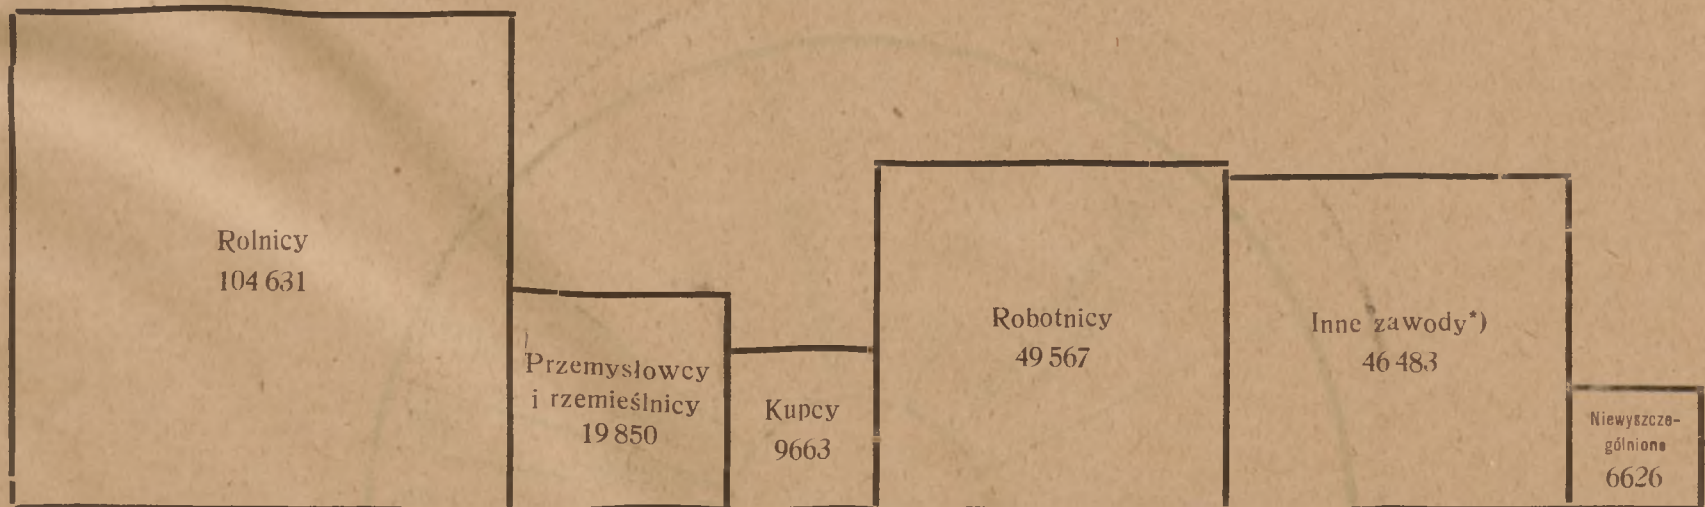 Rolnicy
104 631
Przemysłowcy
i rzemieślnicy
19 850
Kupcy
9663
Robotnicy
49 567
Inne zawody*)
46 483
Niewyszcze-
gólnione
6626